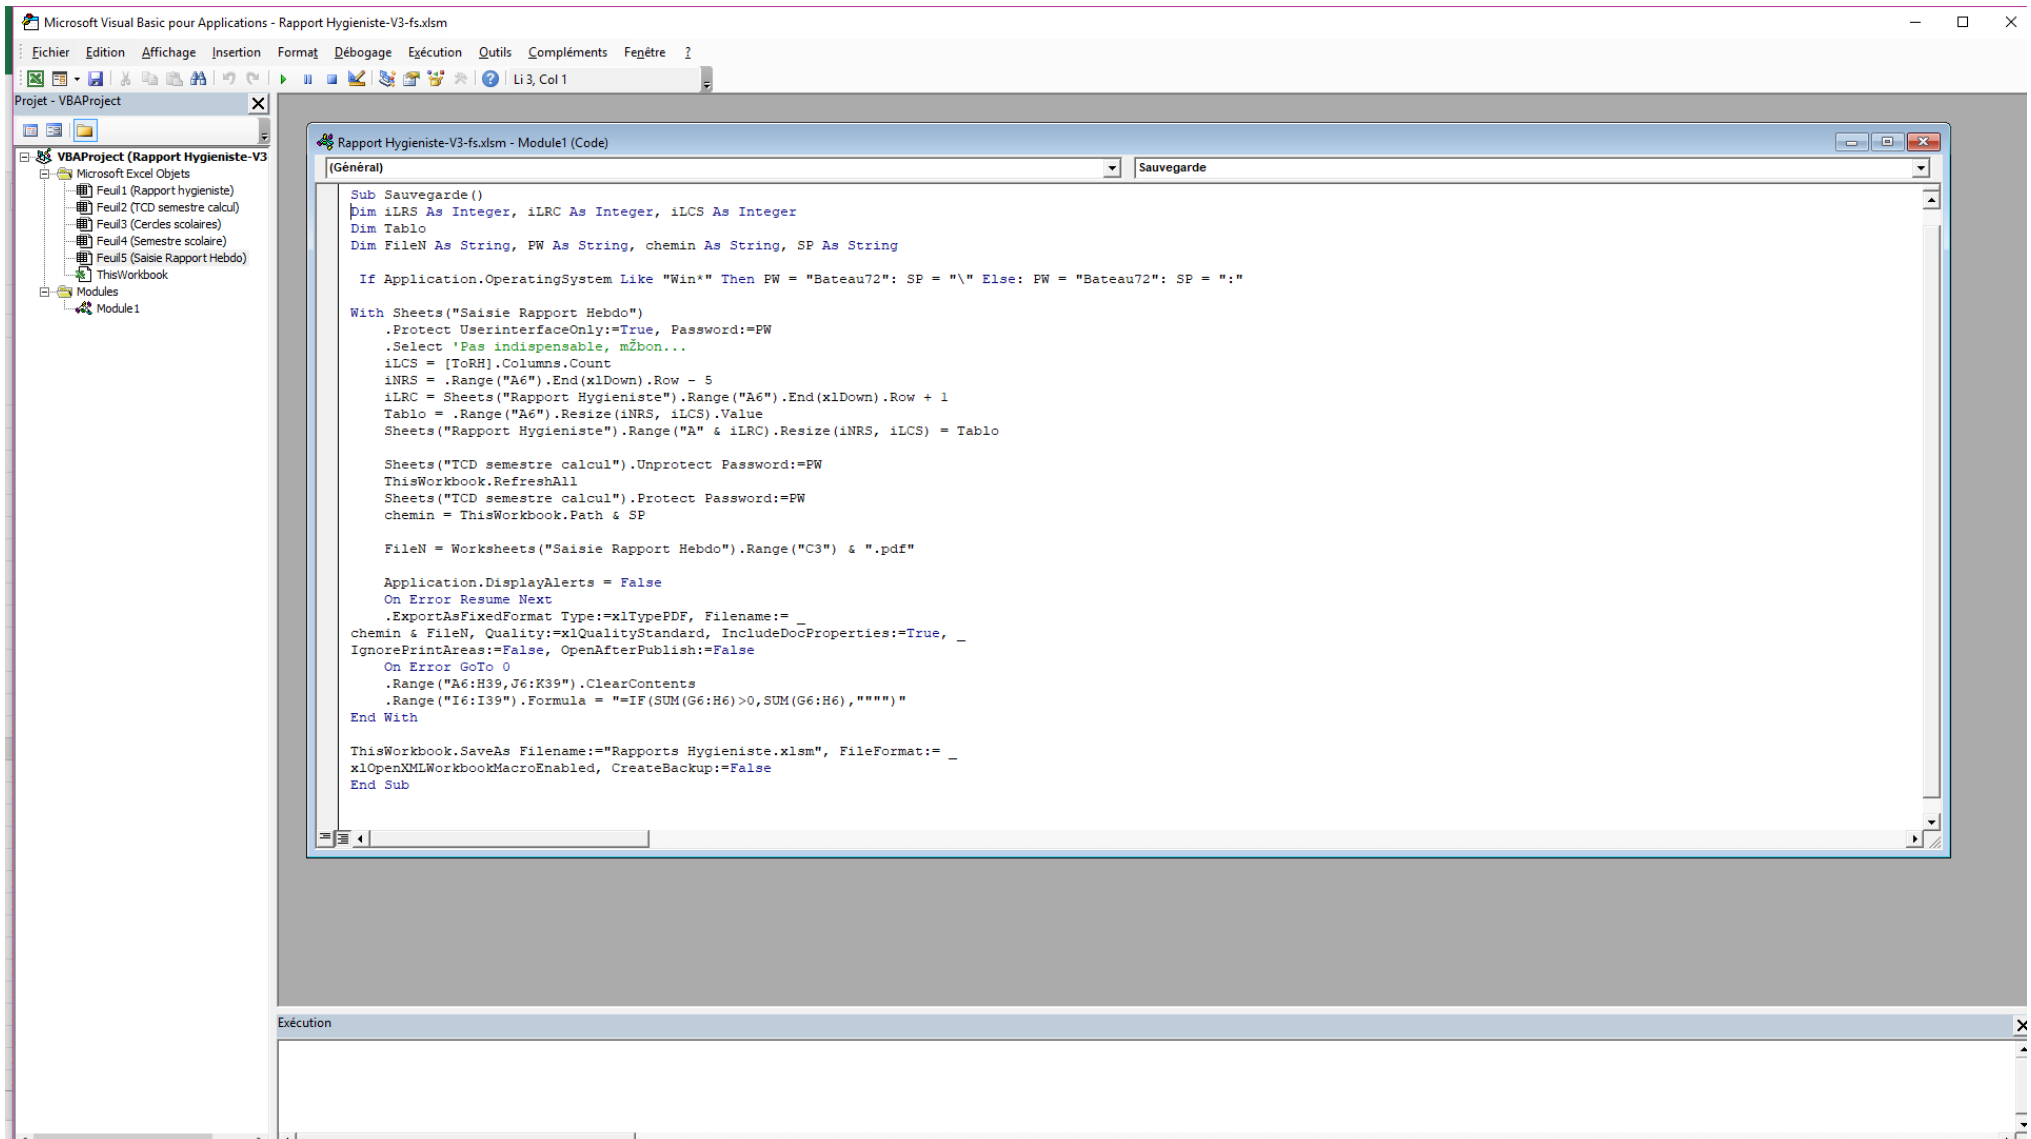 Microsoft Visual Basic pour Applications - Rapport Hygieniste-V3-fs.xlsm
Fichier Edition Affichage Insertion Format Débogage Exécution Outils Compléments Fenêtre ?
Li 3, Col 1
Projet - VBAProject
VBAProject (Rapport Hygieniste-V3
Microsoft Excel Objets
Feuil1 (Rapport hygieniste)
Feuil2 (TCD semestre calcul)
Feuil3 (Cercles scolaires)
Feuil4 (Semestre scolaire)
Feuil5 (Saisie Rapport Hebdo)
ThisWorkbook
Modules
Module1
Rapport Hygieniste-V3-fs.xlsm - Module1 (Code)
(Général)
Sauvegarde
Sub Sauvegarde()
Dim iLRS As Integer, iLRC As Integer, iLCS As Integer
Dim Tablo
Dim FileN As String, PW As String, chemin As String, SP As String
If Application.OperatingSystem Like "Win*" Then PW = "Bateau72": SP = "\" Else: PW = "Bateau72": SP = ":"
With Sheets("Saisie Rapport Hebdo")
.Protect UserinterfaceOnly:=True, Password:=PW
.Select 'Pas indispensable, mŽbon...
iLCS = [ToRH].Columns.Count
iNRS = .Range("A6").End(xlDown).Row - 5
iLRC = Sheets("Rapport Hygieniste").Range("A6").End(xlDown).Row + 1
Tablo = .Range("A6").Resize(iNRS, iLCS).Value
Sheets("Rapport Hygieniste").Range("A" & iLRC).Resize(iNRS, iLCS) = Tablo
Sheets("TCD semestre calcul").Unprotect Password:=PW
ThisWorkbook.RefreshAll
Sheets("TCD semestre calcul").Protect Password:=PW
chemin = ThisWorkbook.Path & SP
FileN = Worksheets("Saisie Rapport Hebdo").Range("C3") & ".pdf"
Application.DisplayAlerts = False
On Error Resume Next
.ExportAsFixedFormat Type:=xlTypePDF, Filename:= _
chemin & FileN, Quality:=xlQualityStandard, IncludeDocProperties:=True, _
IgnorePrintAreas:=False, OpenAfterPublish:=False
On Error GoTo 0
.Range("A6:H39,J6:K39").ClearContents
.Range("I6:I39").Formula = "=IF(SUM(G6:H6)>0,SUM(G6:H6),"""")"
End With
ThisWorkbook.SaveAs Filename:="Rapports Hygieniste.xlsm", FileFormat:= _
xlOpenXMLWorkbookMacroEnabled, CreateBackup:=False
End Sub
Exécution